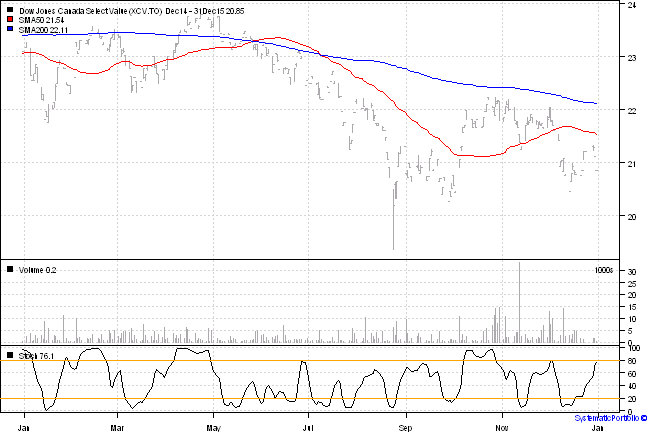 Dow Jones Canada Select Value (XCV.TO) Dec14 - 31Dec15 20.85
SMA50 21.54
SMA200 22.11
24
23
22
21
20
Volume 0.2
1000s
30
25
20
15
10
5
0
Stoch 76.1
100
80
60
40
20
0
Jan
Mar
May
Jul
Sep
Nov
Jan
SystematicPortfolio ©